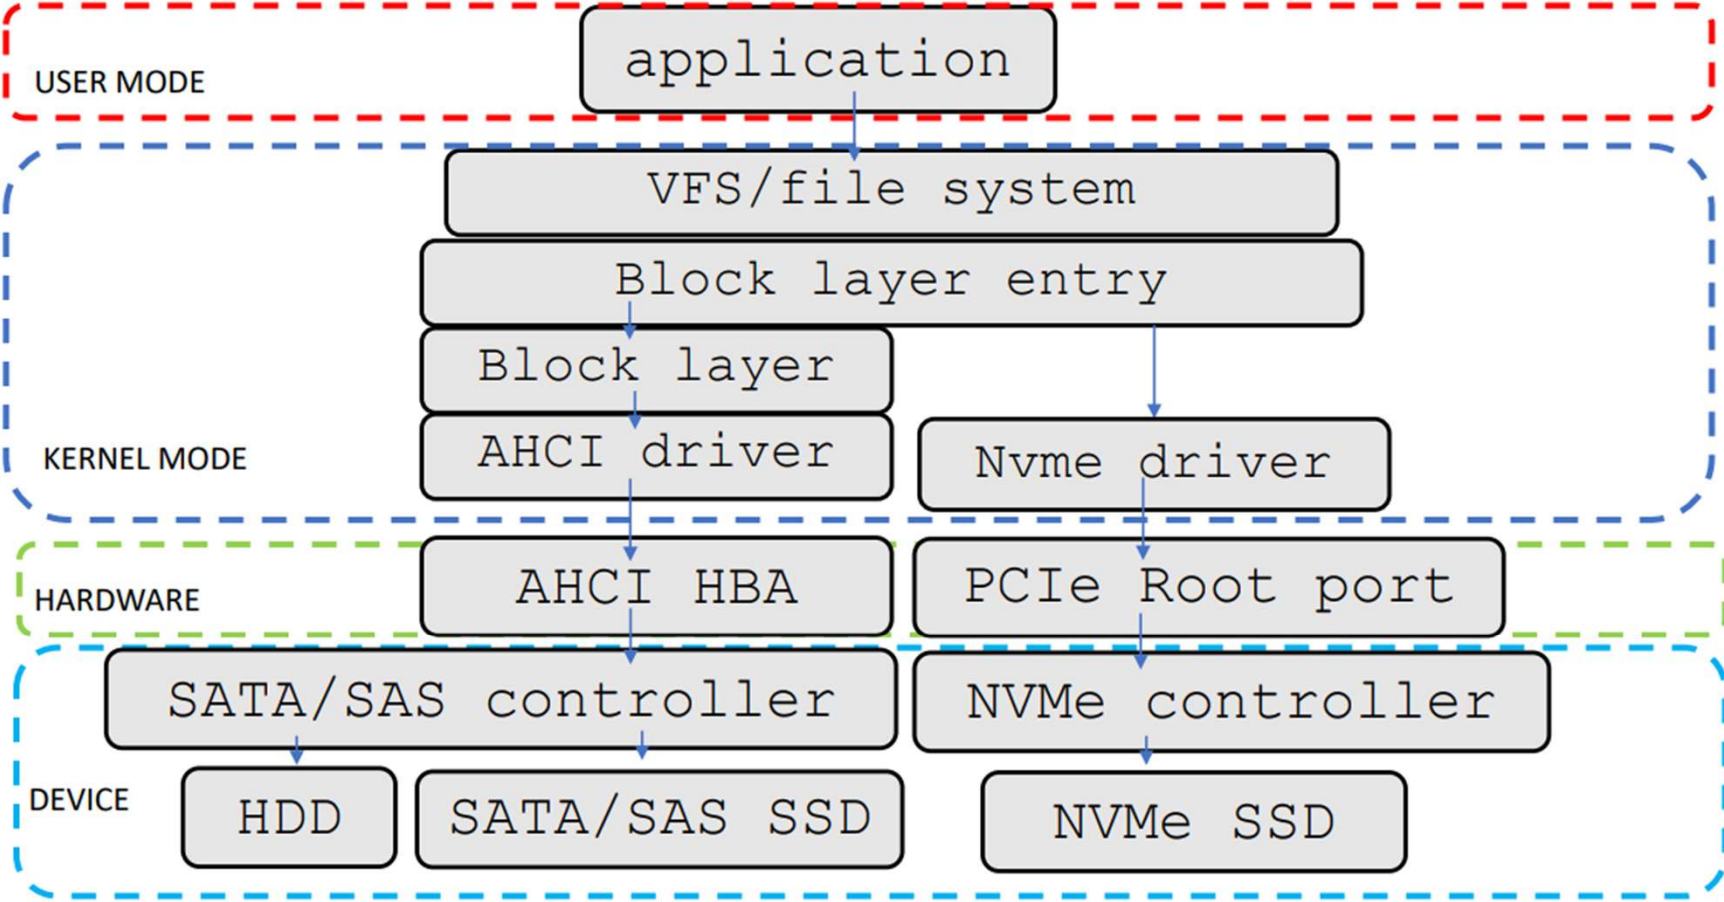 application
USER MODE
VFS/file system
Block layer entry
Block layer
AHCI driver
Nvme driver
KERNEL MODE
AHCI HBA
PCIe Root port
HARDWARE
SATA/SAS controller
NVMe controller
DEVICE
HDD
SATA/SAS SSD
NVMe SSD